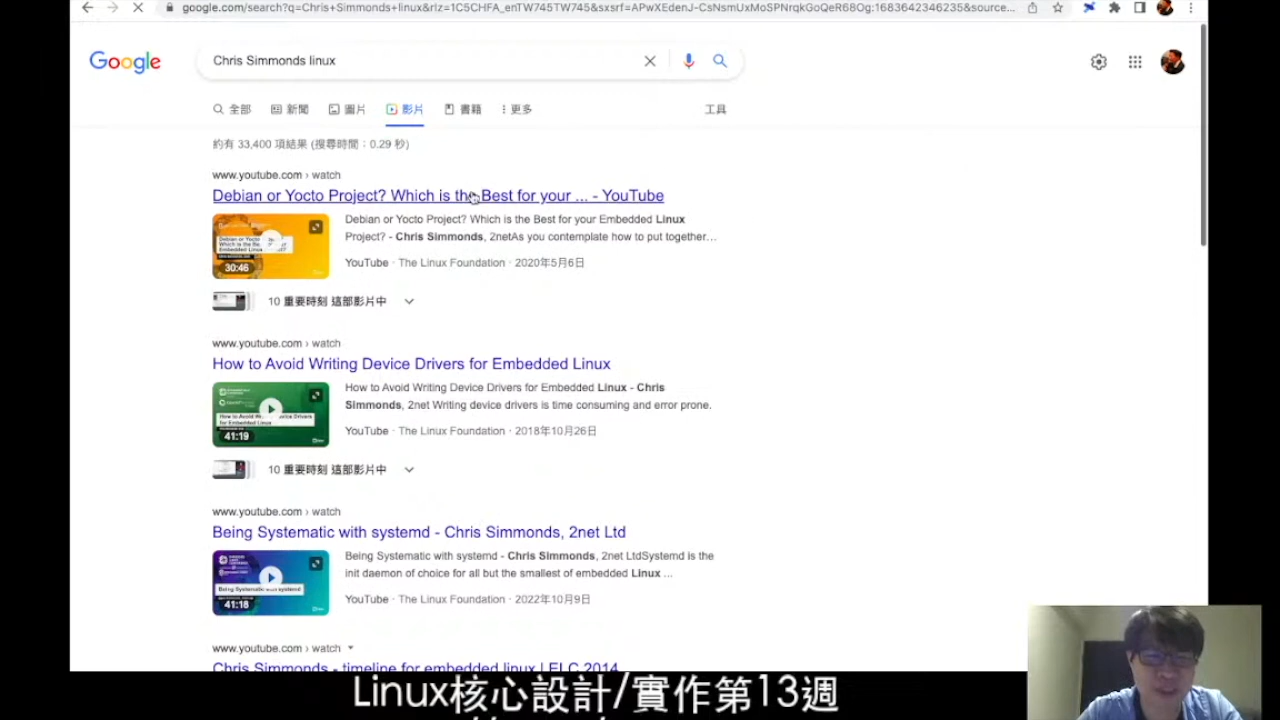 google.com/search?q=Chris+Simmonds+linux&rlz=1C5CHFA_enTW745TW745&sxsrf=APwXEdenJ-CsNsmUxMoSPNrqkGoQeR68Og:1683642346235&source...
Google
Chris Simmonds linux
全部 新聞 圖片 影片 書籍 更多 工具
約有 33,400 項結果 (搜尋時間：0.29 秒)
www.youtube.com › watch
Debian or Yocto Project? Which is the Best for your ... - YouTube
Debian or Yocto Project? Which is the Best for your Embedded Linux
Project? - Chris Simmonds, 2netAs you contemplate how to put together…
30:46
YouTube · The Linux Foundation · 2020年5月6日
10 重要時刻 這部影片中
www.youtube.com › watch
How to Avoid Writing Device Drivers for Embedded Linux
How to Avoid Writing Device Drivers for Embedded Linux - Chris
Simmonds, 2net Writing device drivers is time consuming and error prone.
41:19
YouTube · The Linux Foundation · 2018年10月26日
10 重要時刻 這部影片中
www.youtube.com › watch
Being Systematic with systemd - Chris Simmonds, 2net Ltd
Being Systematic with systemd - Chris Simmonds, 2net LtdSystemd is the
init daemon of choice for all but the smallest of embedded Linux ...
Being Systematic with systemd
41:18
YouTube · The Linux Foundation · 2022年10月9日
www.youtube.com › watch
Chris Simmonds - timeline for embedded linux | ELC 2014
Linux核心設計/實作第13週